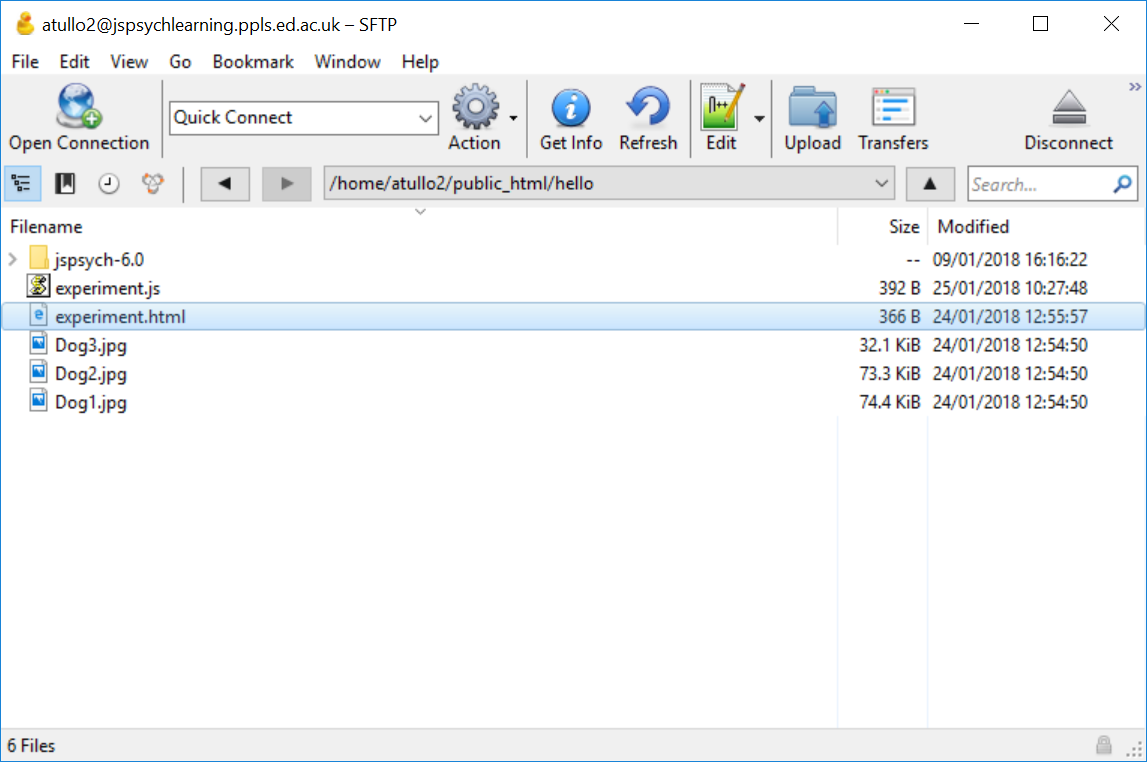 atullo2@jspsychlearning.ppls.ed.ac.uk – SFTP
File Edit View Go Bookmark Window Help
Open Connection Quick Connect Action Get Info Refresh Edit Upload Transfers Disconnect
/home/atullo2/public_html/hello Search...
Filename Size Modified
jspsych-6.0 -- 09/01/2018 16:16:22
experiment.js 392 B 25/01/2018 10:27:48
experiment.html 366 B 24/01/2018 12:55:57
Dog3.jpg 32.1 KiB 24/01/2018 12:54:50
Dog2.jpg 73.3 KiB 24/01/2018 12:54:50
Dog1.jpg 74.4 KiB 24/01/2018 12:54:50
6 Files